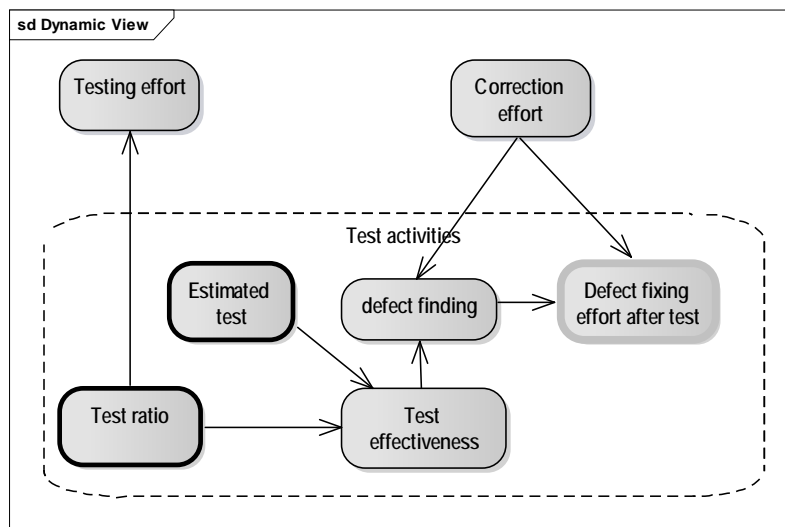 sd Dynamic View
Testing effort
Correction
effort
Test activities
Estimated
test
defect finding
Defect fixing
effort after test
Test ratio
Test
effectiveness